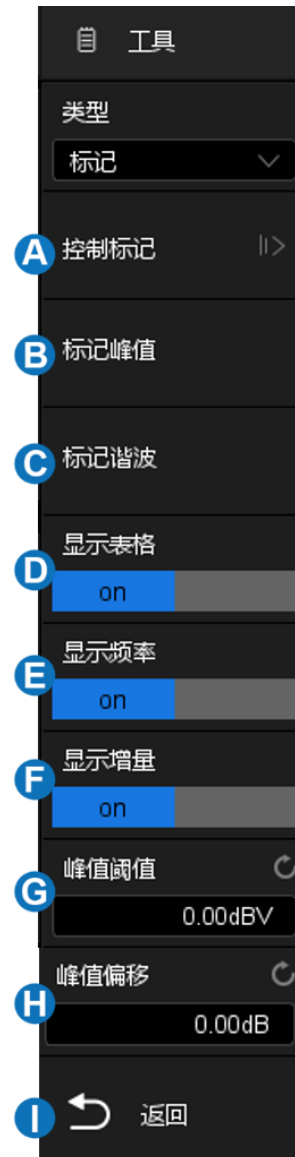 工具
类型
标记
A 控制标记
B 标记峰值
C 标记谐波
显示表格
D on
显示频率
E on
显示增量
F on
峰值阈值
G 0.00dBV
峰值偏移
H 0.00dB
I 返回